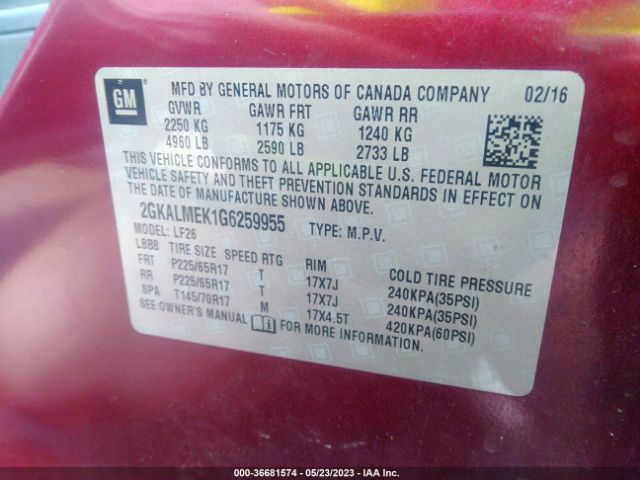 GM
MFD BY GENERAL MOTORS OF CANADA COMPANY 02/16
GVWR GAWR FRT GAWR RR
2250 KG 1175 KG 1240 KG
4960 LB 2590 LB 2733 LB
THIS VEHICLE CONFORMS TO ALL APPLICABLE U.S. FEDERAL MOTOR
VEHICLE SAFETY AND THEFT PREVENTION STANDARDS IN EFFECT ON
THE DATE OF MANUFACTURE SHOWN ABOVE.
2GKALMEK1G6259955 TYPE: M.P.V.
MODEL: LF26
LBBB TIRE SIZE SPEED RTG RIM COLD TIRE PRESSURE
FRT P225/65R17 T 17X7J 240KPA(35PSI)
RR P225/65R17 T 17X7J 240KPA(35PSI)
SPA T145/70R17 M 17X4.5T 420KPA(60PSI)
SEE OWNER'S MANUAL FOR MORE INFORMATION.
000-36681574 — 05/23/2023 — IAA Inc.